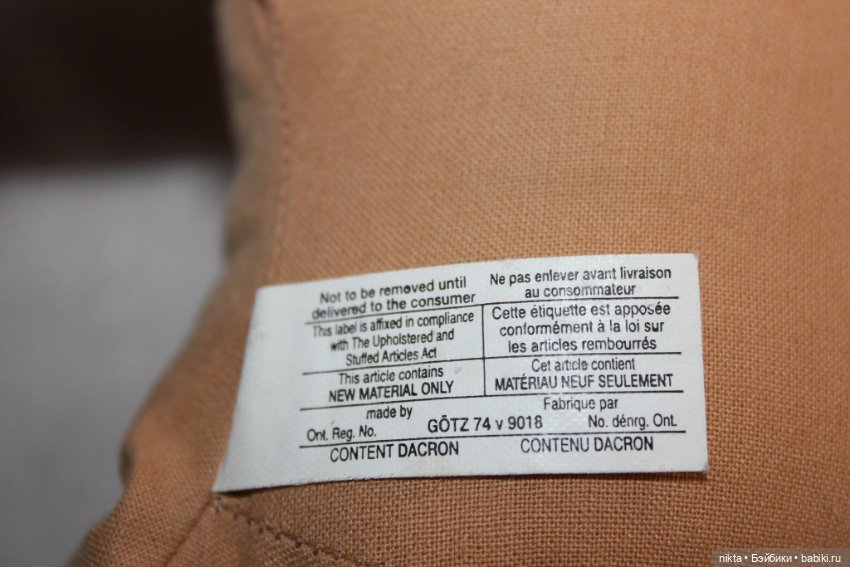 Not to be removed until
delivered to the consumer
Ne pas enlever avant livraison
au consommateur
This label is affixed in compliance
with The Upholstered and
Stuffed Articles Act
Cette étiquette est apposée
conformément à la loi sur
les articles rembourrés
This article contains
NEW MATERIAL ONLY
Cet article contient
MATÉRIAU NEUF SEULEMENT
made by
Fabrique par
Ont. Reg. No.
GÖTZ 74 v 9018
No. dénrg. Ont.
CONTENT DACRON
CONTENU DACRON
nikta • Бэйбики • babiki.ru